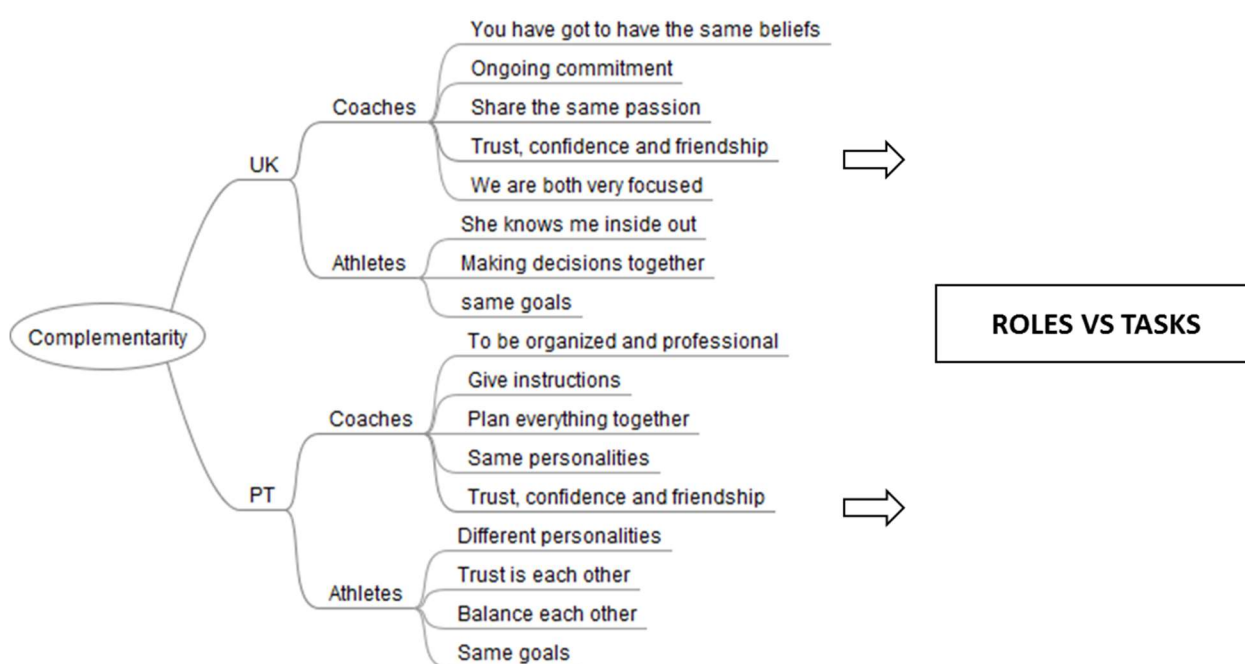 Complementarity
UK
Coaches
You have got to have the same beliefs
Ongoing commitment
Share the same passion
Trust, confidence and friendship
We are both very focused
Athletes
She knows me inside out
Making decisions together
same goals
PT
Coaches
To be organized and professional
Give instructions
Plan everything together
Same personalities
Trust, confidence and friendship
Athletes
Different personalities
Trust is each other
Balance each other
Same goals
ROLES VS TASKS